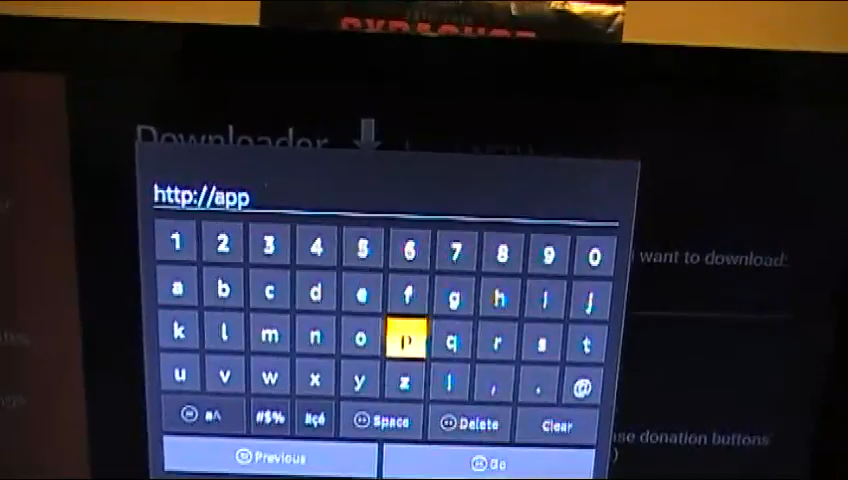 Downloader
http://app
1 2 3 4 5 6 7 8 9 0
want to download:
a b c d e f g h i j
k l m n o p q r s t
u v w x y z
, . @
a^ #$% äçé Space Delete Clear
donation buttons
)
Previous Go